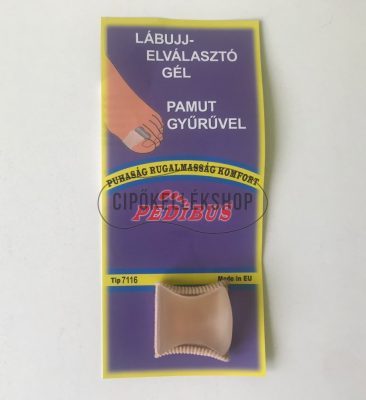 LÁBUJJ-
ELVÁLASZTÓ
GÉL
PAMUT
GYŰRŰVEL
PUHASÁG RUGALMASSÁG KOMFORT
CIPŐKELLÉKSHOP
PEDIBUS
Tip 7116 Made in EU